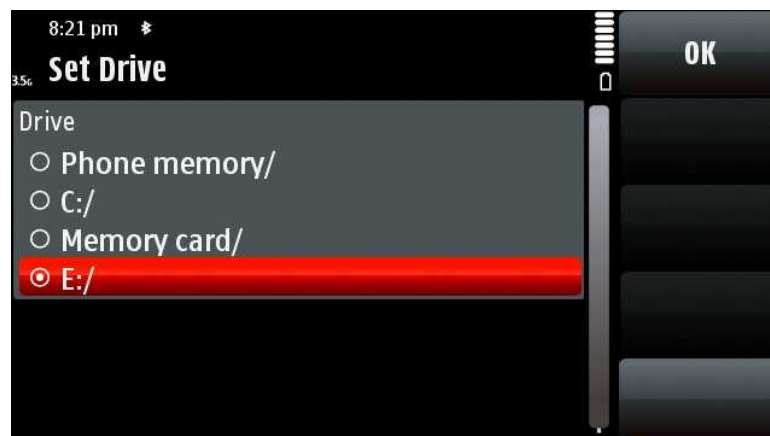 8:21 pm
3.5G
Set Drive
OK
Drive
Phone memory/
C:/
Memory card/
E:/